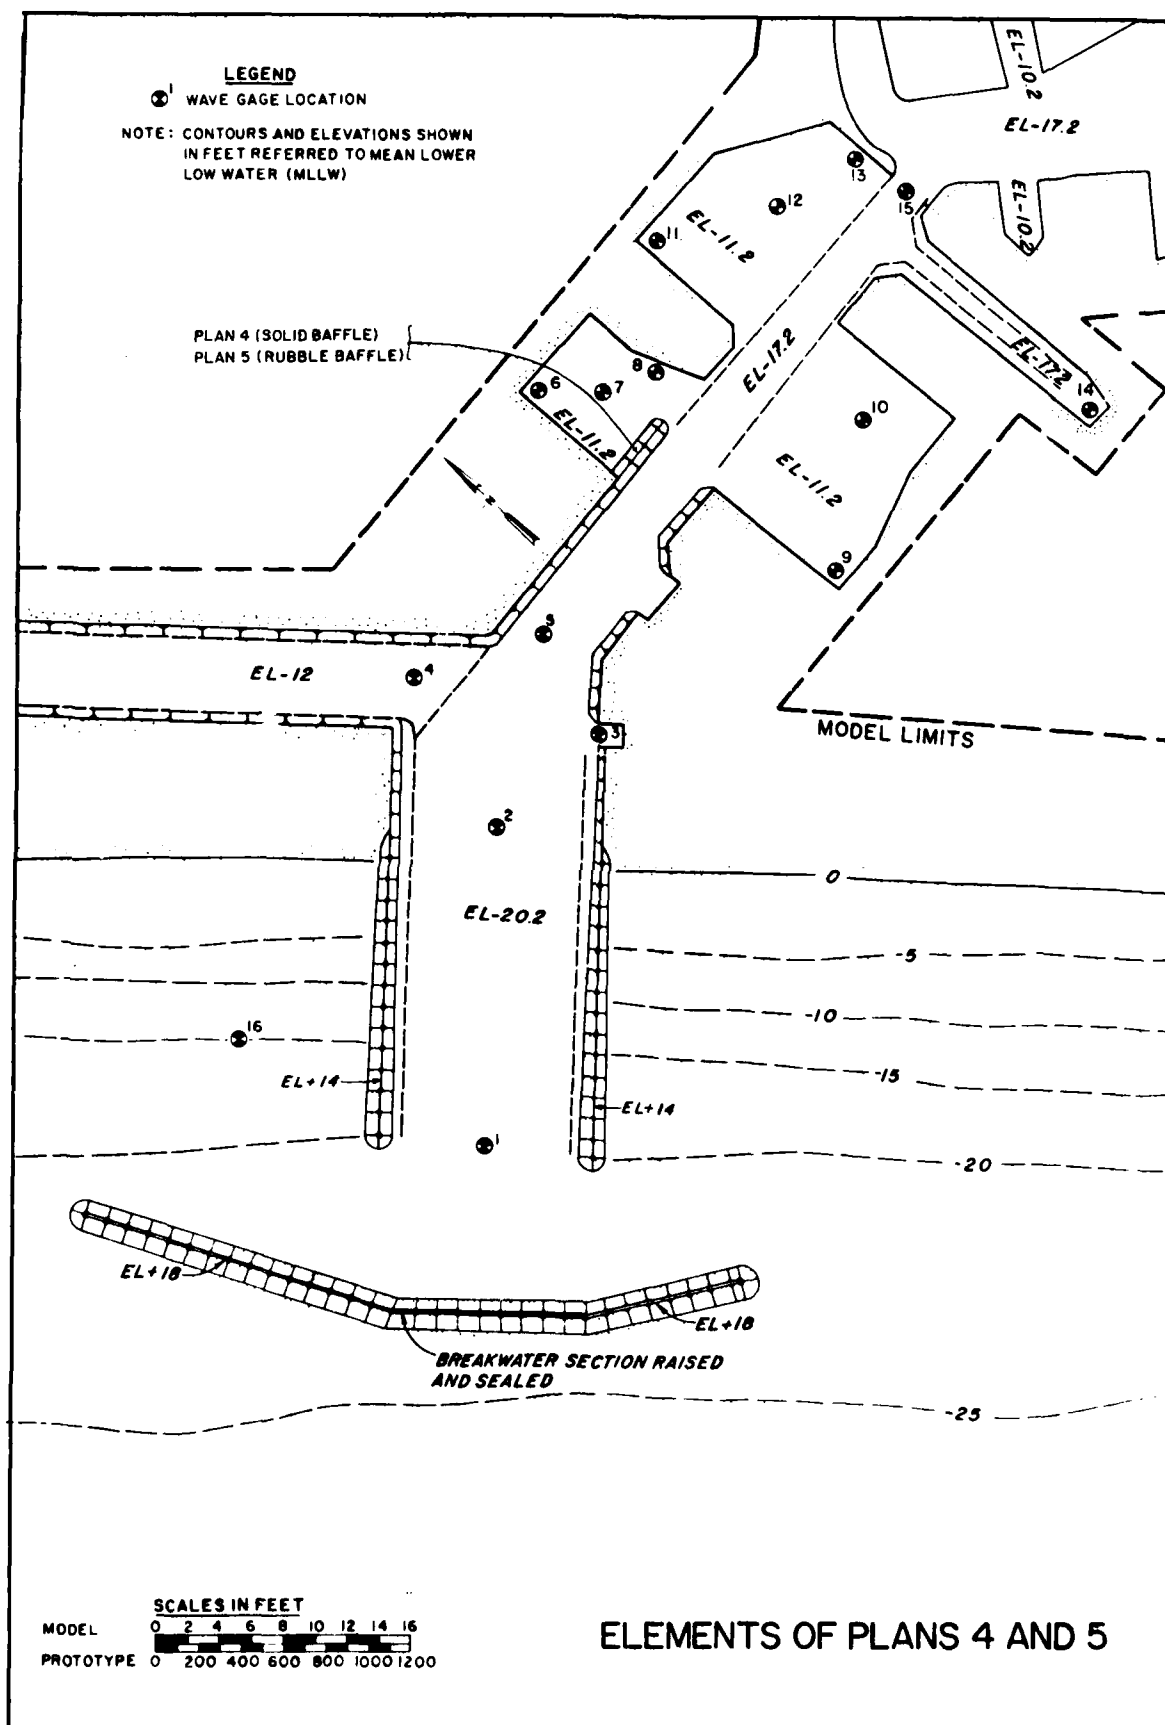 LEGEND
1 WAVE GAGE LOCATION
NOTE: CONTOURS AND ELEVATIONS SHOWN
IN FEET REFERRED TO MEAN LOWER
LOW WATER (MLLW)
EL-10.2
EL-17.2
13
12
15
EL-10.2
11
EL-11.2
PLAN 4 (SOLID BAFFLE)
PLAN 5 (RUBBLE BAFFLE)
EL-17.2
EL-17.2
8
6
7
14
10
EL-11.2
EL-11.2
N
9
5
EL-12
4
3
MODEL LIMITS
2
0
EL-20.2
-5
-10
16
-15
EL+14
EL+14
1
-20
EL+18
EL+18
BREAKWATER SECTION RAISED
AND SEALED
-25
SCALES IN FEET
MODEL 0 2 4 6 8 10 12 14 16
PROTOTYPE 0 200 400 600 800 1000 1200
ELEMENTS OF PLANS 4 AND 5